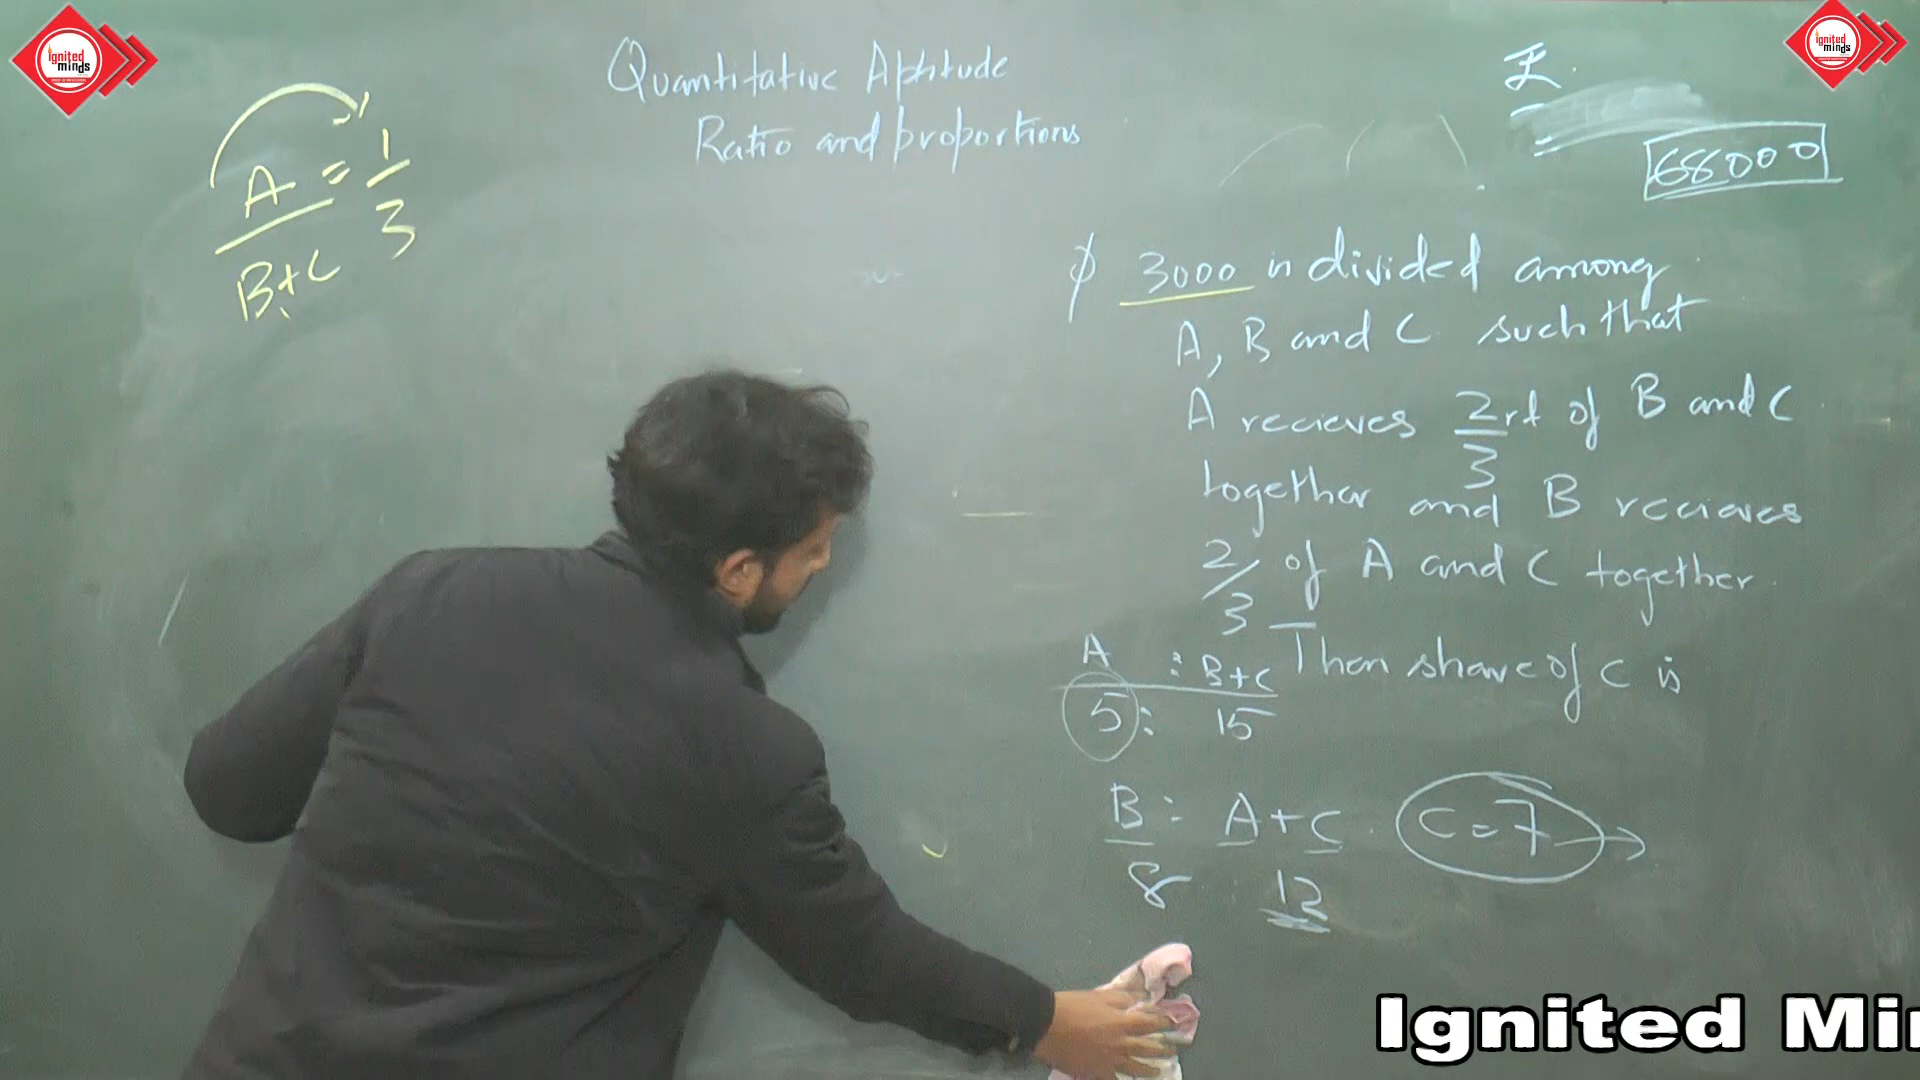 ignited
minds
ignited
minds
Quantitative Aptitude
Ratio and proportions
A = 1
B+C 3
68000
3000 is divided among
A, B and C such that
A recieves 2/3 rd of B and C
together and B recieves
2/3 of A and C together.
Then share of C is
A : B+C
5 : 15
B : A+C. C = 7 →
8 12
Ignited Mi